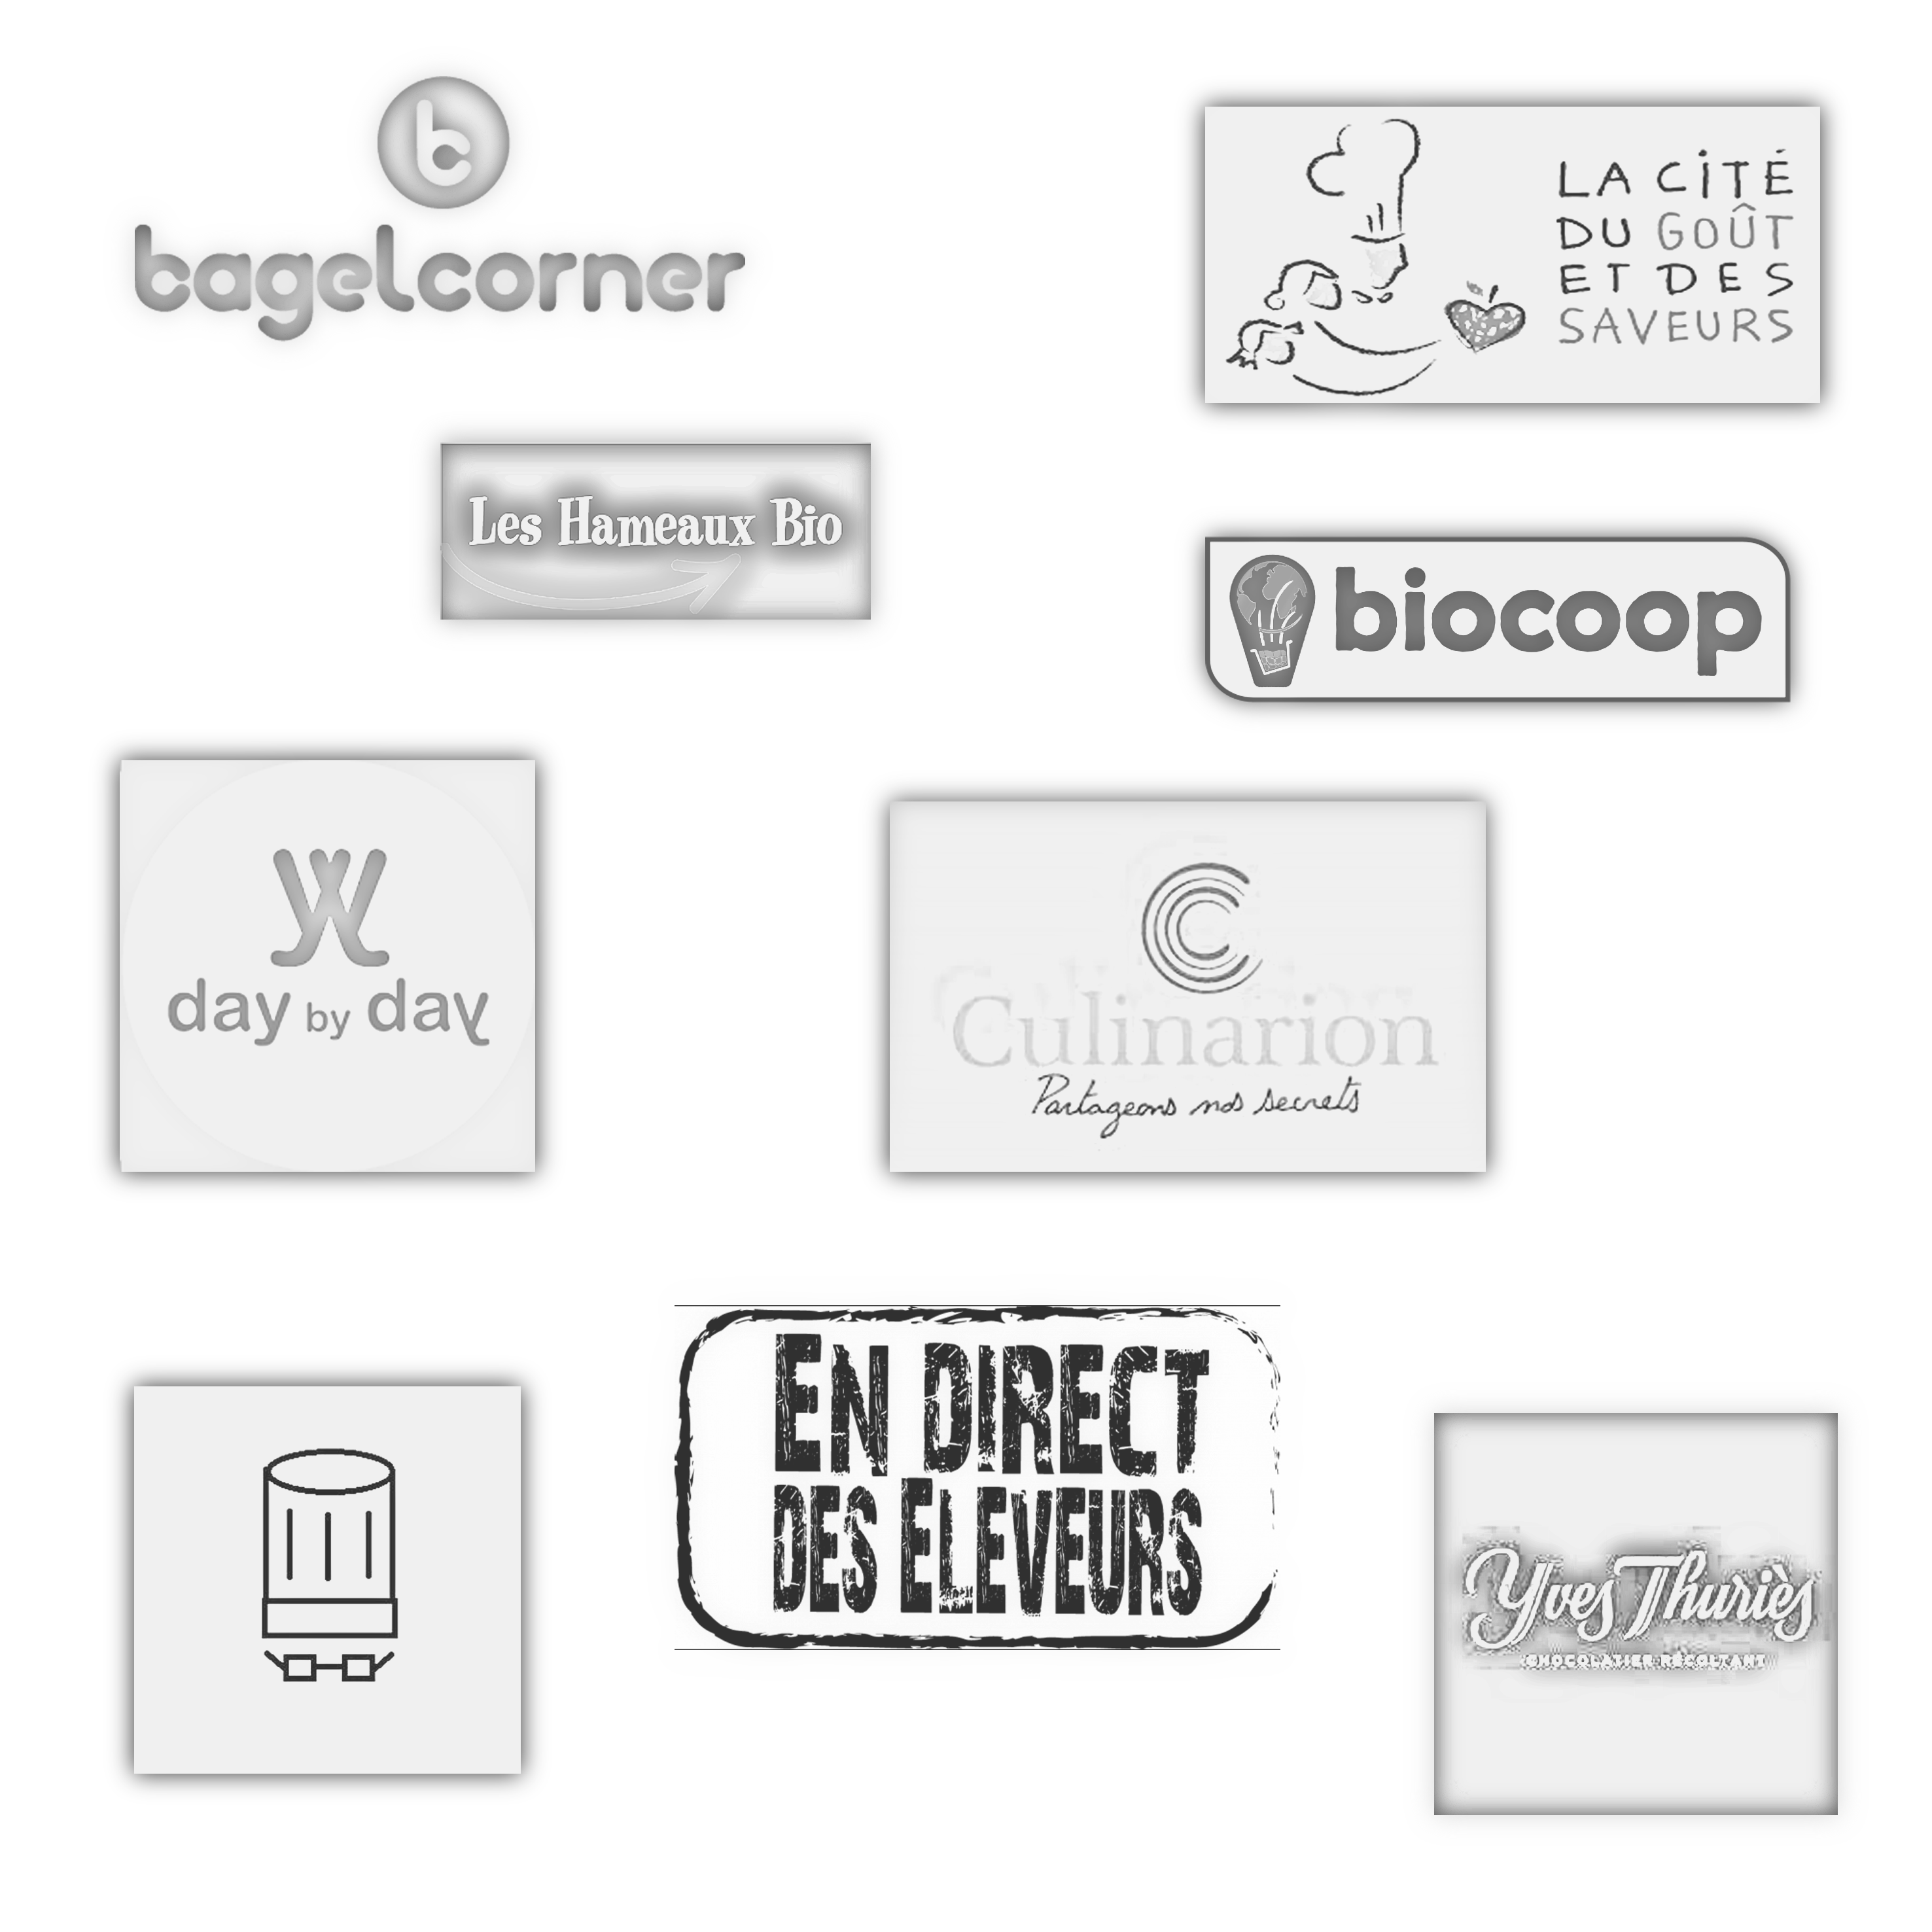 b
bagelcorner
LA CITÉ
DU GOÛT
ET DES
SAVEURS
Les Hameaux Bio
biocoop
day by day
C
Culinarion
Partageons nos secrets
EN DIRECT
DES ELEVEURS
Yves Thuriès
CHOCOLATIER RÉCOLTANT